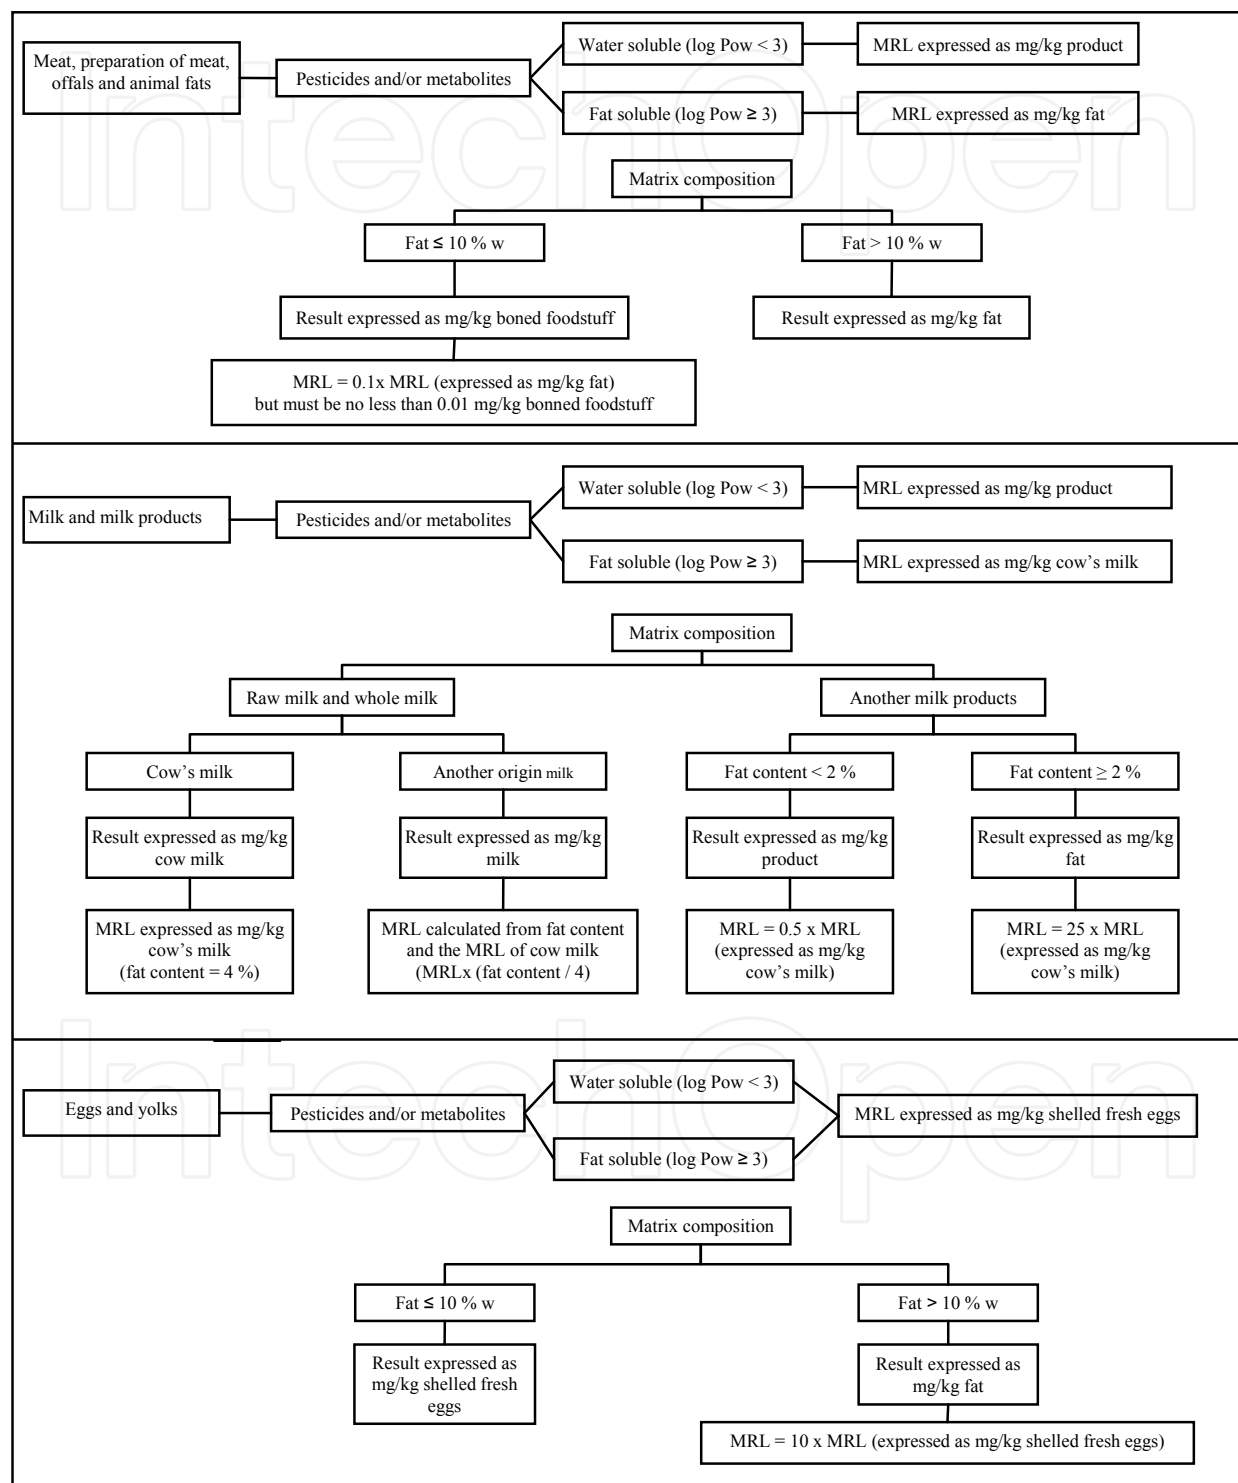 Meat, preparation of meat,
offals and animal fats
Pesticides and/or metabolites
Water soluble (log Pow < 3)
MRL expressed as mg/kg product
Fat soluble (log Pow ≥ 3)
MRL expressed as mg/kg fat
Matrix composition
Fat ≤ 10 % w
Fat > 10 % w
Result expressed as mg/kg boned foodstuff
Result expressed as mg/kg fat
MRL = 0.1x MRL (expressed as mg/kg fat)
but must be no less than 0.01 mg/kg bonned foodstuff
IntechOpen
Milk and milk products
Pesticides and/or metabolites
Water soluble (log Pow < 3)
MRL expressed as mg/kg product
Fat soluble (log Pow ≥ 3)
MRL expressed as mg/kg cow’s milk
Matrix composition
Raw milk and whole milk
Another milk products
Cow’s milk
Another origin milk
Fat content < 2 %
Fat content ≥ 2 %
Result expressed as mg/kg
cow milk
Result expressed as mg/kg
milk
Result expressed as mg/kg
product
Result expressed as mg/kg
fat
MRL expressed as mg/kg
cow’s milk
(fat content = 4 %)
MRL calculated from fat content
and the MRL of cow milk
(MRLx (fat content / 4)
MRL = 0.5 x MRL
(expressed as mg/kg
cow’s milk)
MRL = 25 x MRL
(expressed as mg/kg
cow’s milk)
Eggs and yolks
Pesticides and/or metabolites
Water soluble (log Pow < 3)
Fat soluble (log Pow ≥ 3)
MRL expressed as mg/kg shelled fresh eggs
IntechOpen
Matrix composition
Fat ≤ 10 % w
Fat > 10 % w
Result expressed as
mg/kg shelled fresh
eggs
Result expressed as
mg/kg fat
MRL = 10 x MRL (expressed as mg/kg shelled fresh eggs)